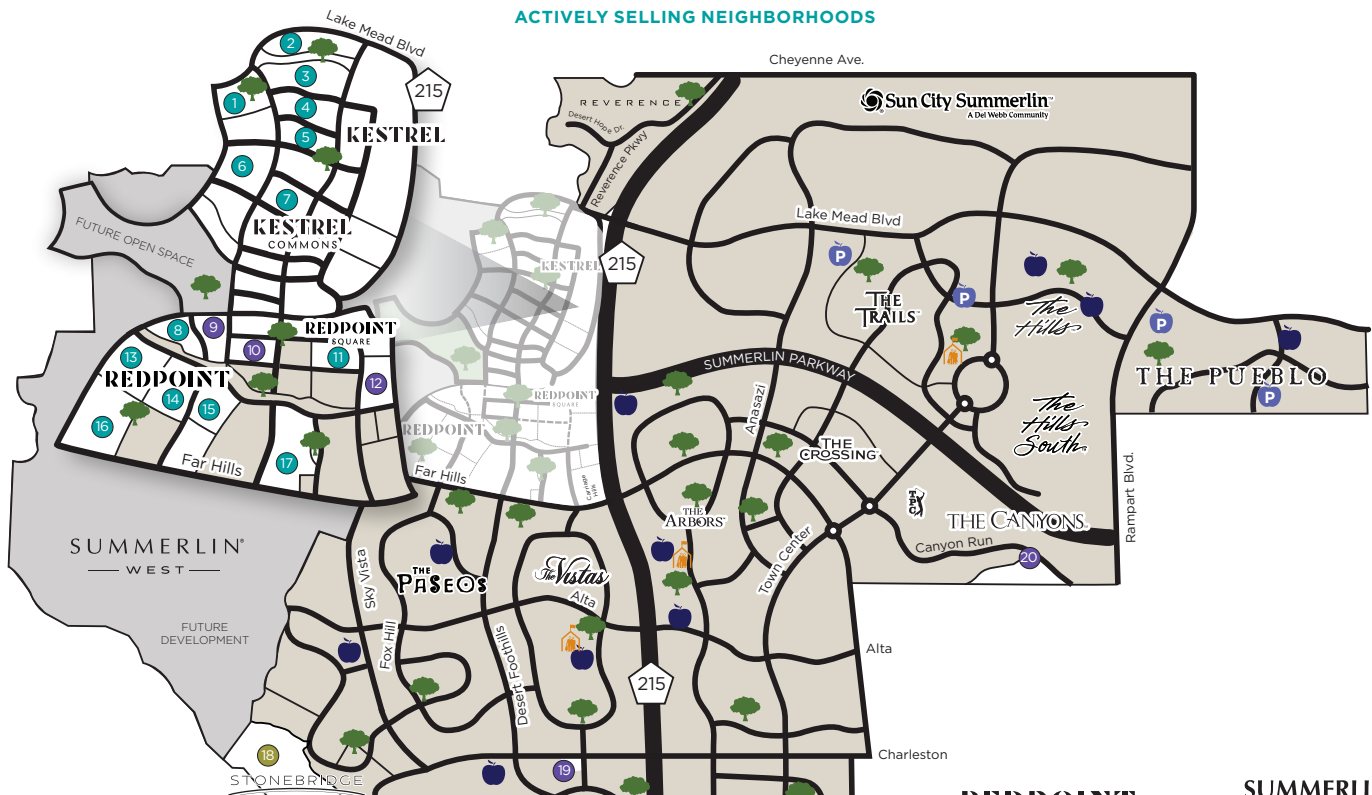 ACTIVELY SELLING NEIGHBORHOODS
Lake Mead Blvd
2
3
1
4
5
6
7
215
KESTREL
KESTREL
COMMONS
FUTURE OPEN SPACE
REDPOINT
SQUARE
8
9
10
11
12
13
REDPOINT
14
15
16
17
Far Hills
Cheyenne Ave.
REVERENCE
Desert Hope Dr.
Reverence Pkwy
Sun City Summerlin™
A Del Webb Community
Lake Mead Blvd
KESTREL
215
P
THE
TRAILS
P
The
Hills
P
THE PUEBLO
P
SUMMERLIN PARKWAY
REDPOINT
SQUARE
REDPOINT
Far Hills
Anasazi
THE
CROSSING
The
Hills
South
Rampart Blvd.
THE
ARBORS
TPC
THE CANYONS
Canyon Run
20
Town Center
SUMMERLIN®
WEST
FUTURE
DEVELOPMENT
Sky Vista
THE
PASEOS
The Vistas
Alta
Fox Hill
Desert Foothills
215
Alta
Charleston
18
STONEBRIDGE
19